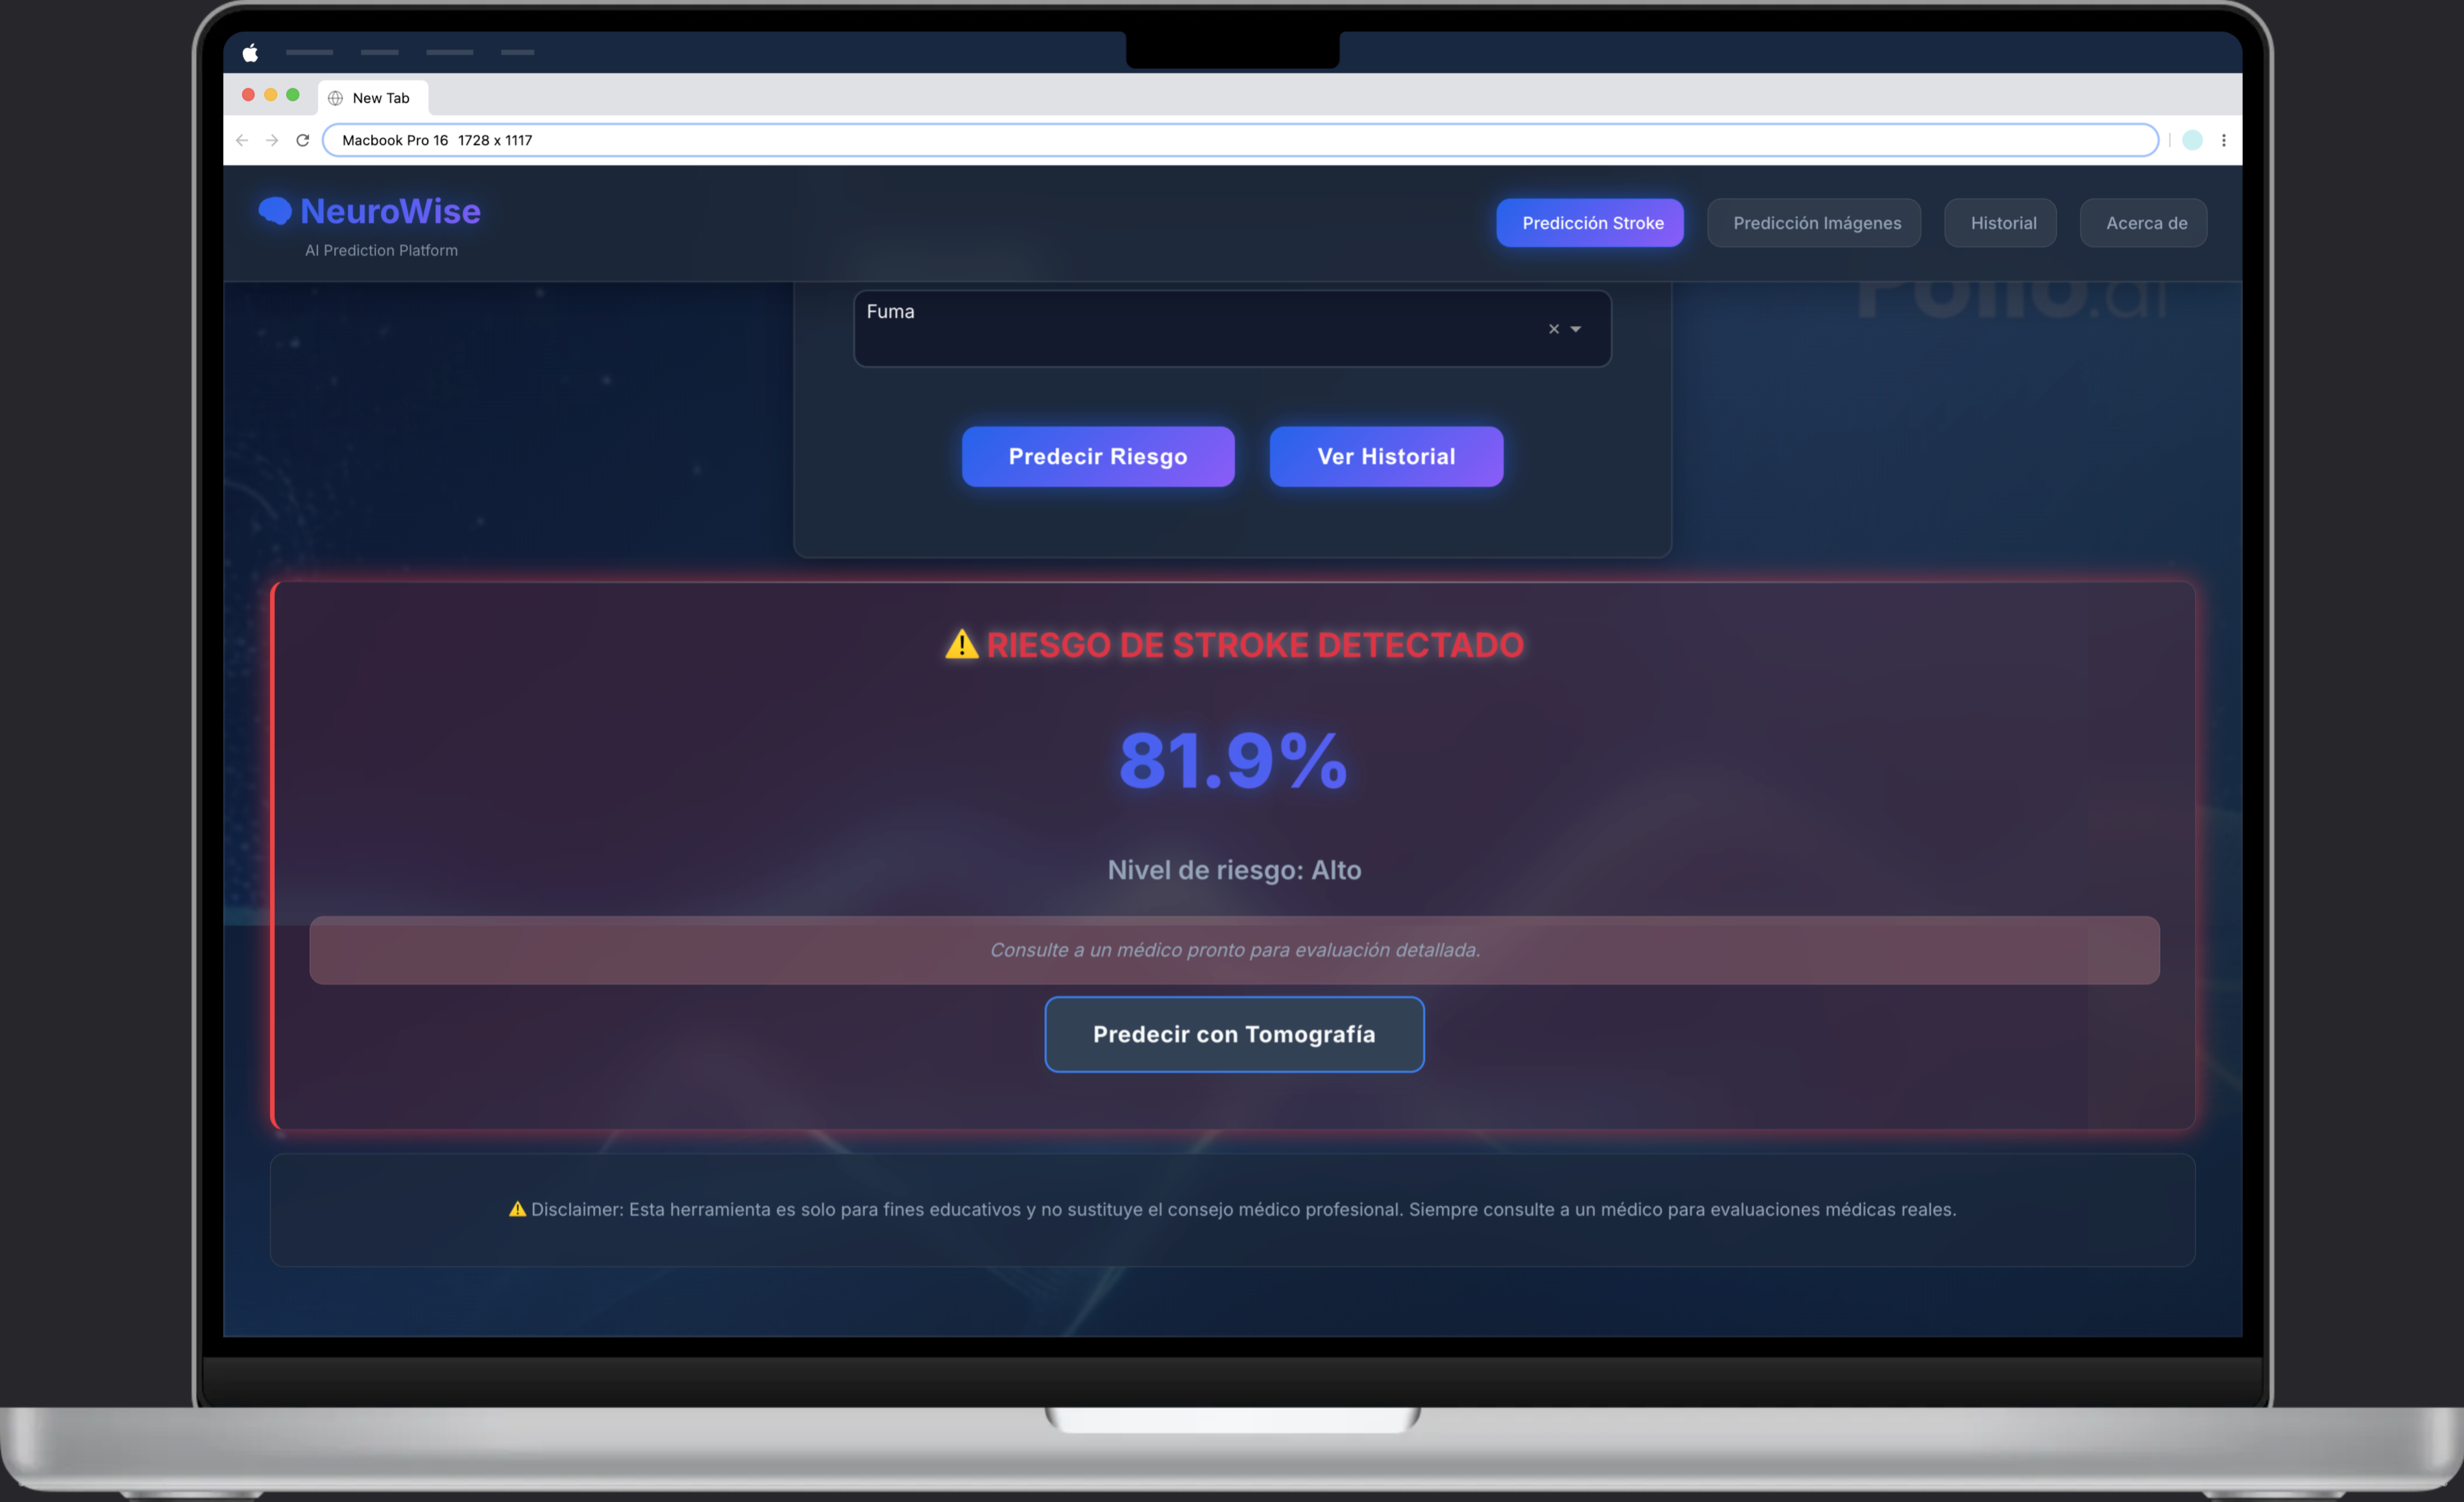 New Tab
Macbook Pro 16 1728 x 1117
NeuroWise
AI Prediction Platform
Predicción Stroke
Predicción Imágenes
Historial
Acerca de
Pollo.ai
Fuma
Predecir Riesgo
Ver Historial
⚠️ RIESGO DE STROKE DETECTADO
81.9%
Nivel de riesgo: Alto
Consulte a un médico pronto para evaluación detallada.
Predecir con Tomografía
⚠️ Disclaimer: Esta herramienta es solo para fines educativos y no sustituye el consejo médico profesional. Siempre consulte a un médico para evaluaciones médicas reales.